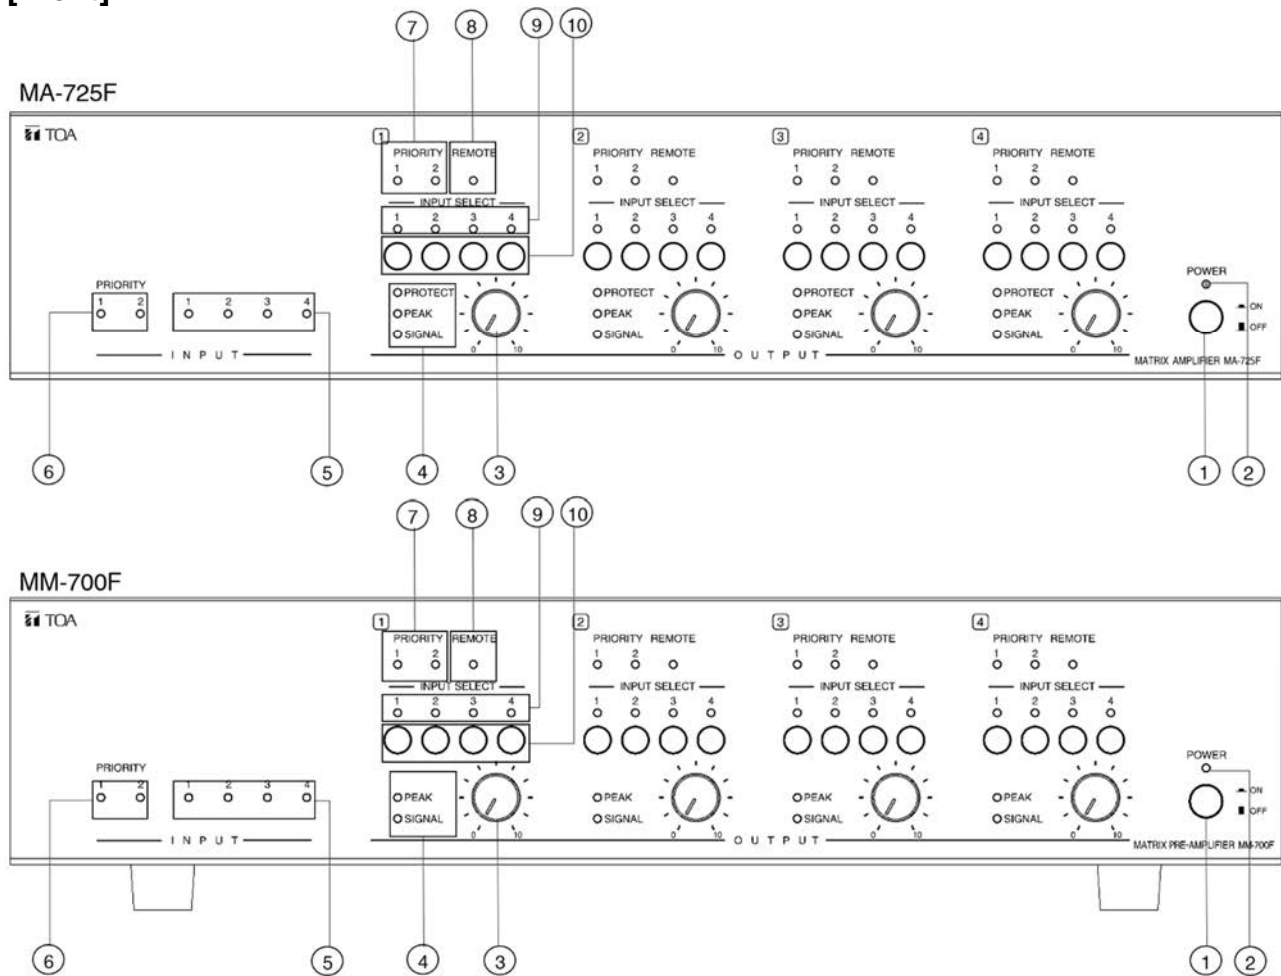 7 8 9 10
MA-725F
TOA
1 2 3 4
PRIORITY REMOTE PRIORITY REMOTE PRIORITY REMOTE PRIORITY REMOTE
1 2 1 2 1 2 1 2
INPUT SELECT INPUT SELECT INPUT SELECT INPUT SELECT
1 2 3 4 1 2 3 4 1 2 3 4 1 2 3 4
POWER
PRIORITY
PROTECT PROTECT PROTECT PROTECT
1 2 1 2 3 4
ON
PEAK PEAK PEAK PEAK
OFF
SIGNAL SIGNAL SIGNAL SIGNAL
0 10 0 10 0 10 0 10
INPUT OUTPUT
MATRIX AMPLIFIER MA-725F
6 5 4 3 1 2
7 8 9 10
MM-700F
TOA
1 2 3 4
PRIORITY REMOTE PRIORITY REMOTE PRIORITY REMOTE PRIORITY REMOTE
1 2 1 2 1 2 1 2
INPUT SELECT INPUT SELECT INPUT SELECT INPUT SELECT
1 2 3 4 1 2 3 4 1 2 3 4 1 2 3 4
POWER
PRIORITY
1 2 1 2 3 4
ON
PEAK PEAK PEAK PEAK
OFF
SIGNAL SIGNAL SIGNAL SIGNAL
0 10 0 10 0 10 0 10
INPUT OUTPUT
MATRIX PRE-AMPLIFIER MM-700F
6 5 4 3 1 2